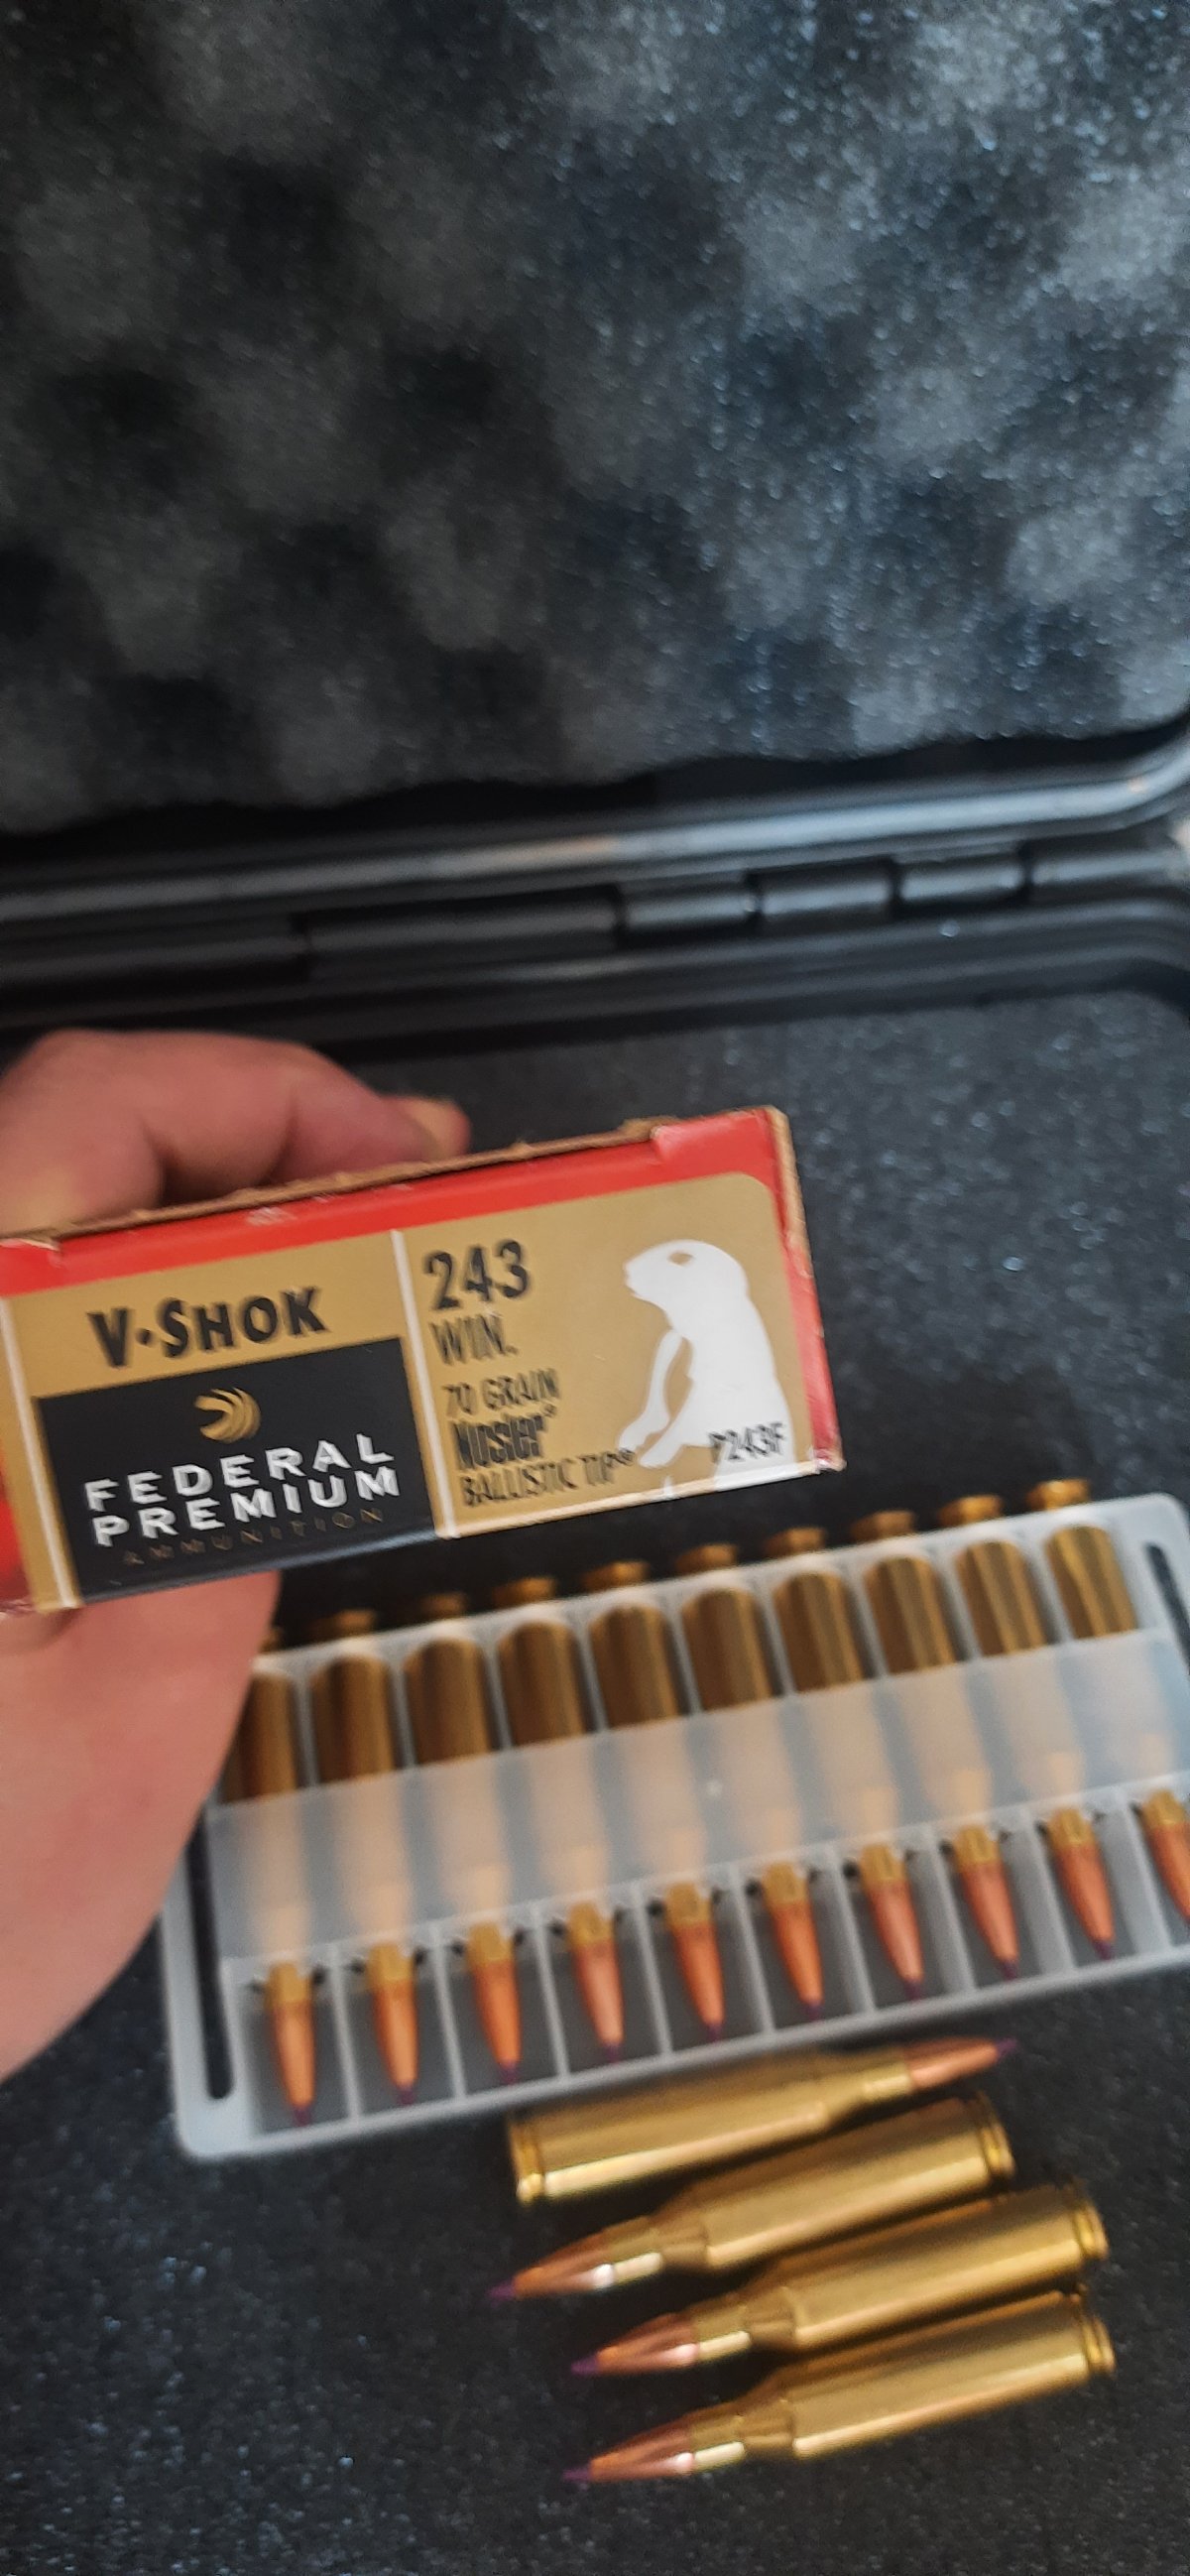 V•SHOK
FEDERAL
PREMIUM
AMMUNITION
243
WIN.
70 GRAIN
Nosler®
BALLISTIC TIP®
P243F